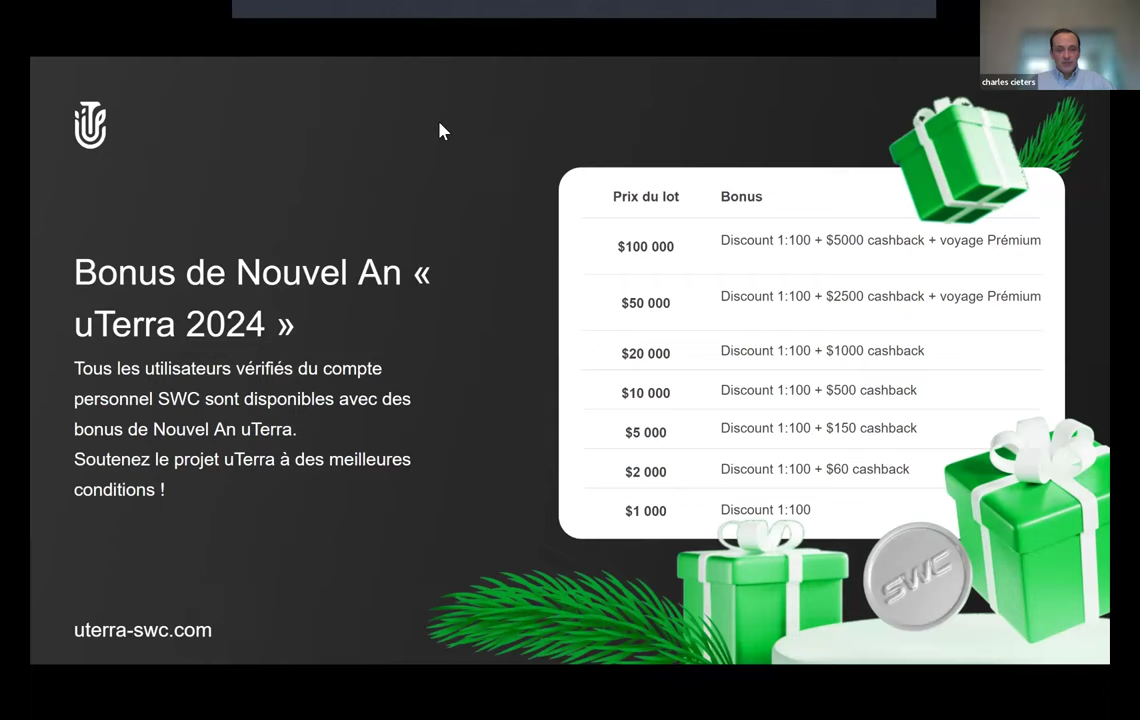 charles cieters
Bonus de Nouvel An «
uTerra 2024 »
Tous les utilisateurs vérifiés du compte
personnel SWC sont disponibles avec des
bonus de Nouvel An uTerra.
Soutenez le projet uTerra à des meilleures
conditions !
uterra-swc.com
Prix du lot Bonus
$100 000 Discount 1:100 + $5000 cashback + voyage Prémium
$50 000 Discount 1:100 + $2500 cashback + voyage Prémium
$20 000 Discount 1:100 + $1000 cashback
$10 000 Discount 1:100 + $500 cashback
$5 000 Discount 1:100 + $150 cashback
$2 000 Discount 1:100 + $60 cashback
$1 000 Discount 1:100
SWC